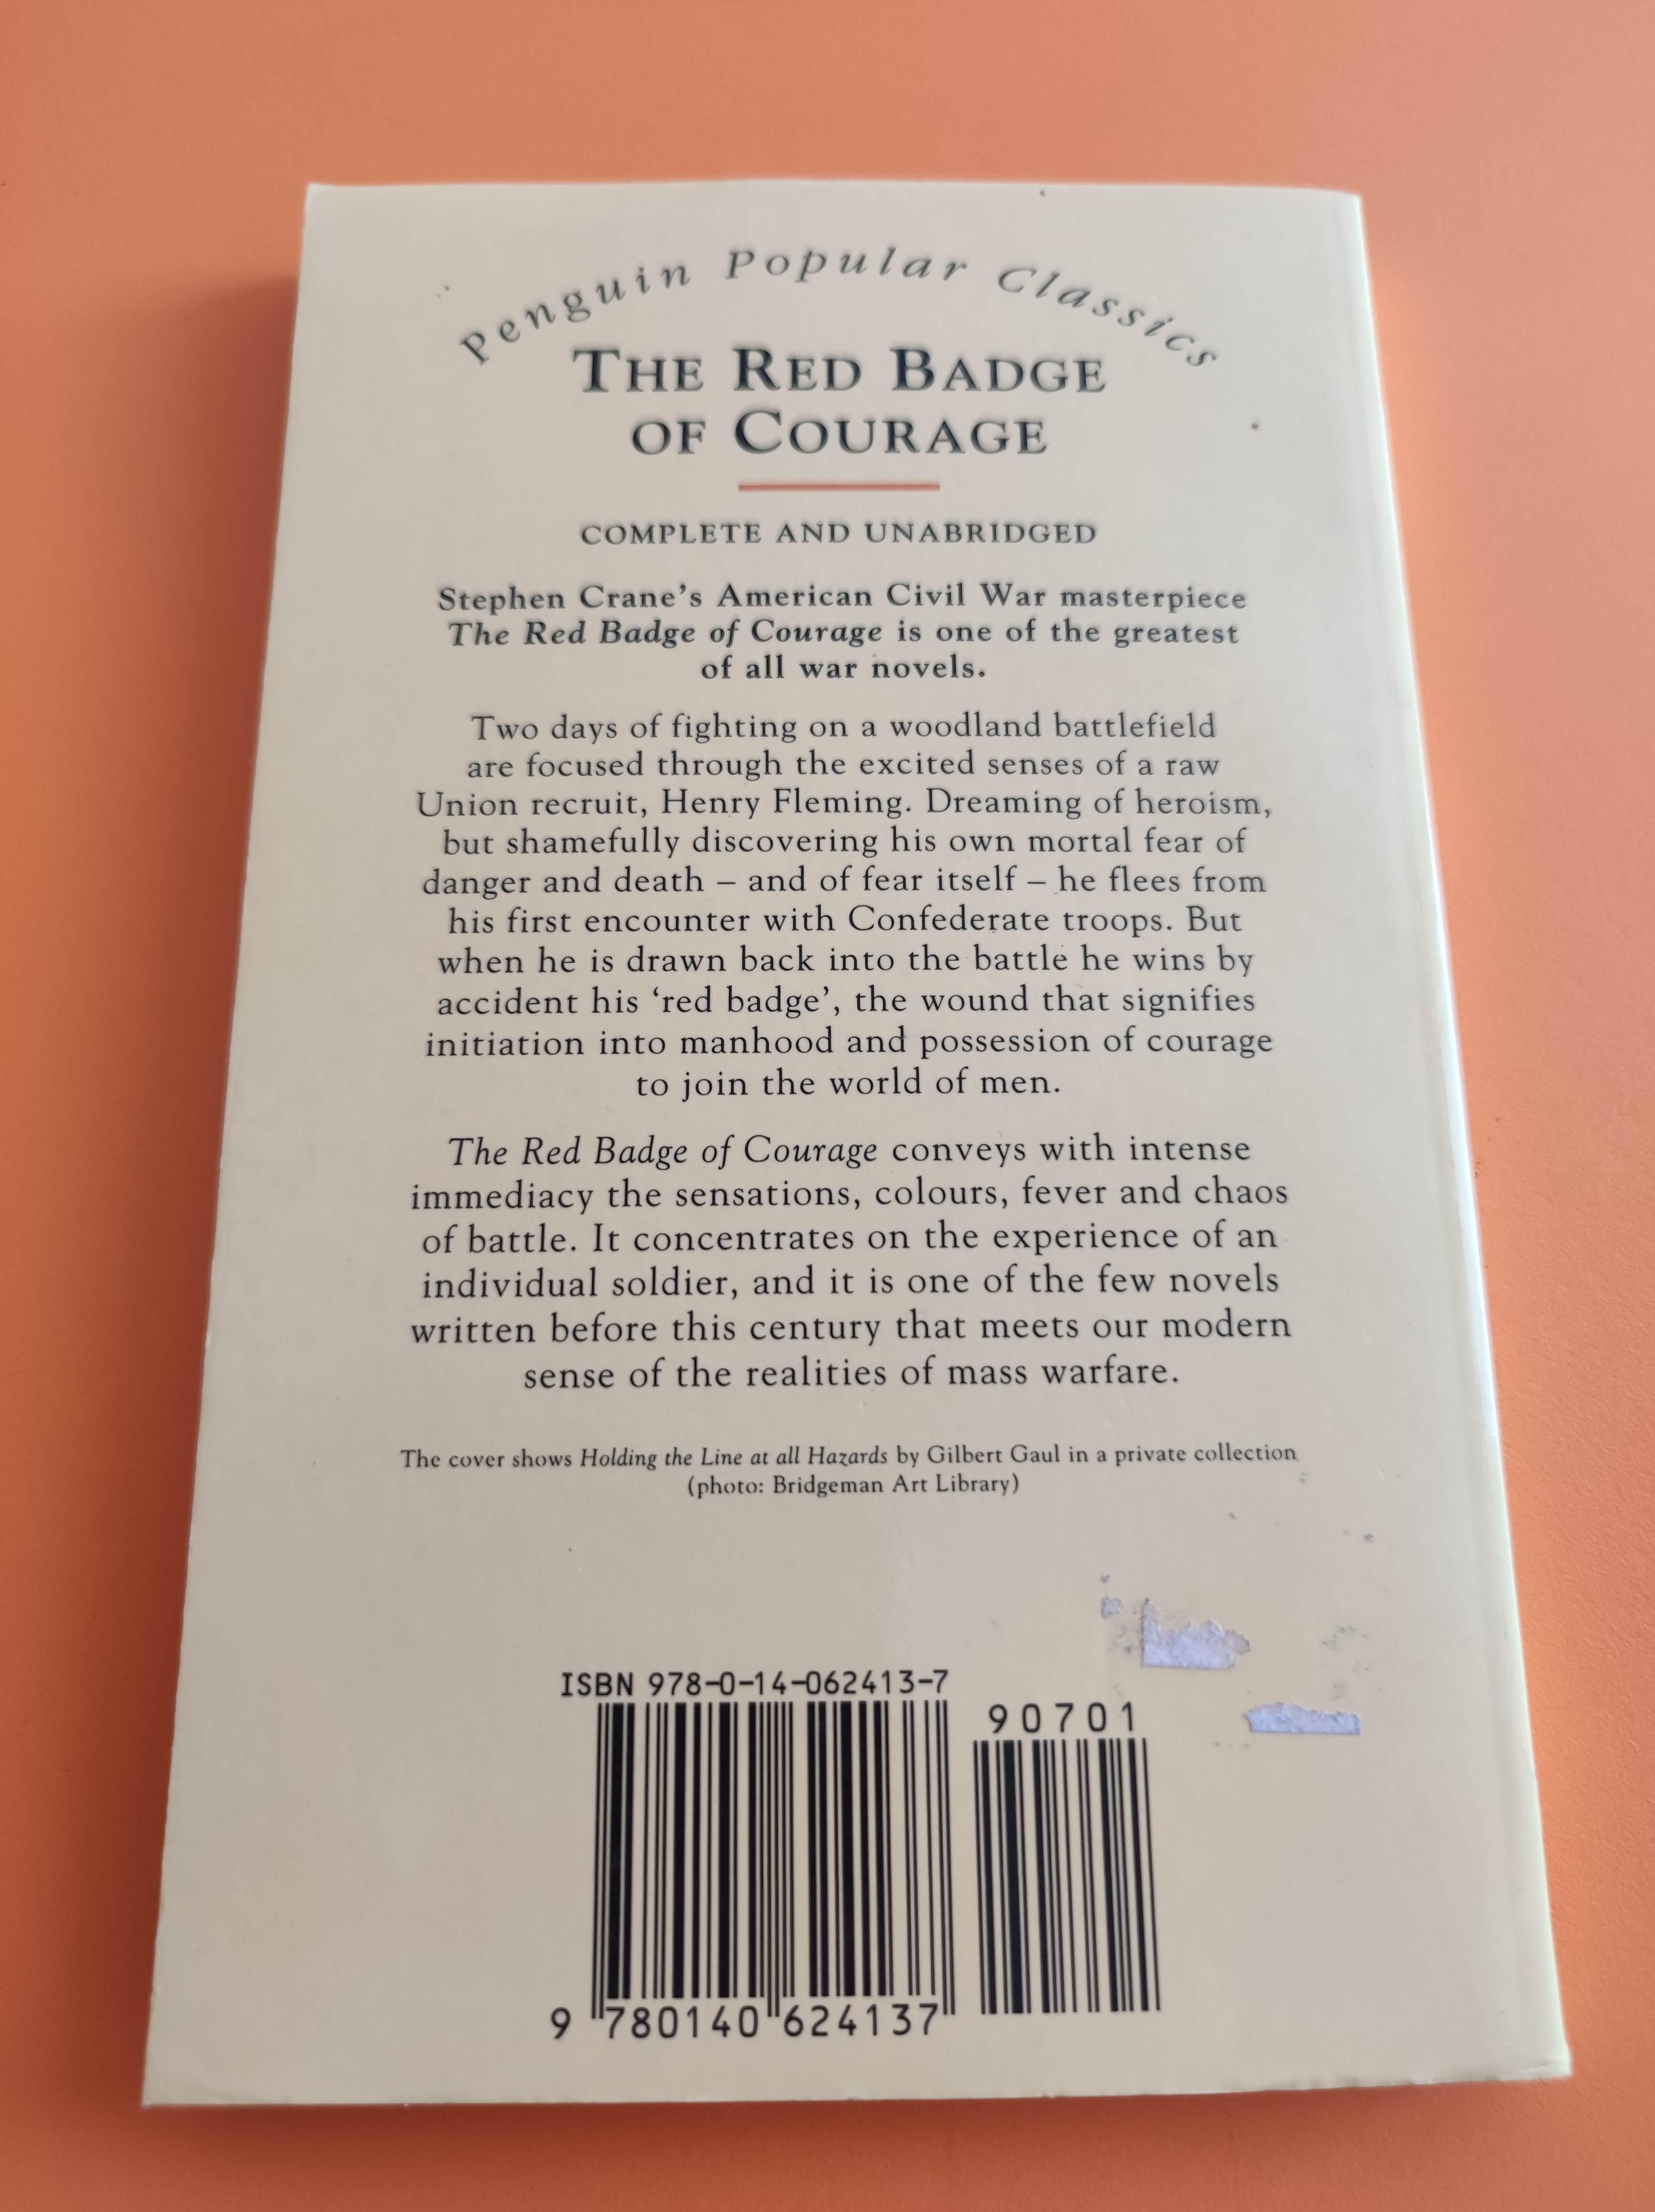 Penguin Popular Classics
THE RED BADGE
OF COURAGE
COMPLETE AND UNABRIDGED
Stephen Crane's American Civil War masterpiece
The Red Badge of Courage is one of the greatest
of all war novels.
Two days of fighting on a woodland battlefield
are focused through the excited senses of a raw
Union recruit, Henry Fleming. Dreaming of heroism,
but shamefully discovering his own mortal fear of
danger and death – and of fear itself – he flees from
his first encounter with Confederate troops. But
when he is drawn back into the battle he wins by
accident his ‘red badge’, the wound that signifies
initiation into manhood and possession of courage
to join the world of men.
The Red Badge of Courage conveys with intense
immediacy the sensations, colours, fever and chaos
of battle. It concentrates on the experience of an
individual soldier, and it is one of the few novels
written before this century that meets our modern
sense of the realities of mass warfare.
The cover shows Holding the Line at all Hazards by Gilbert Gaul in a private collection
(photo: Bridgeman Art Library)
ISBN 978-0-14-062413-7
90701
9 780140 624137